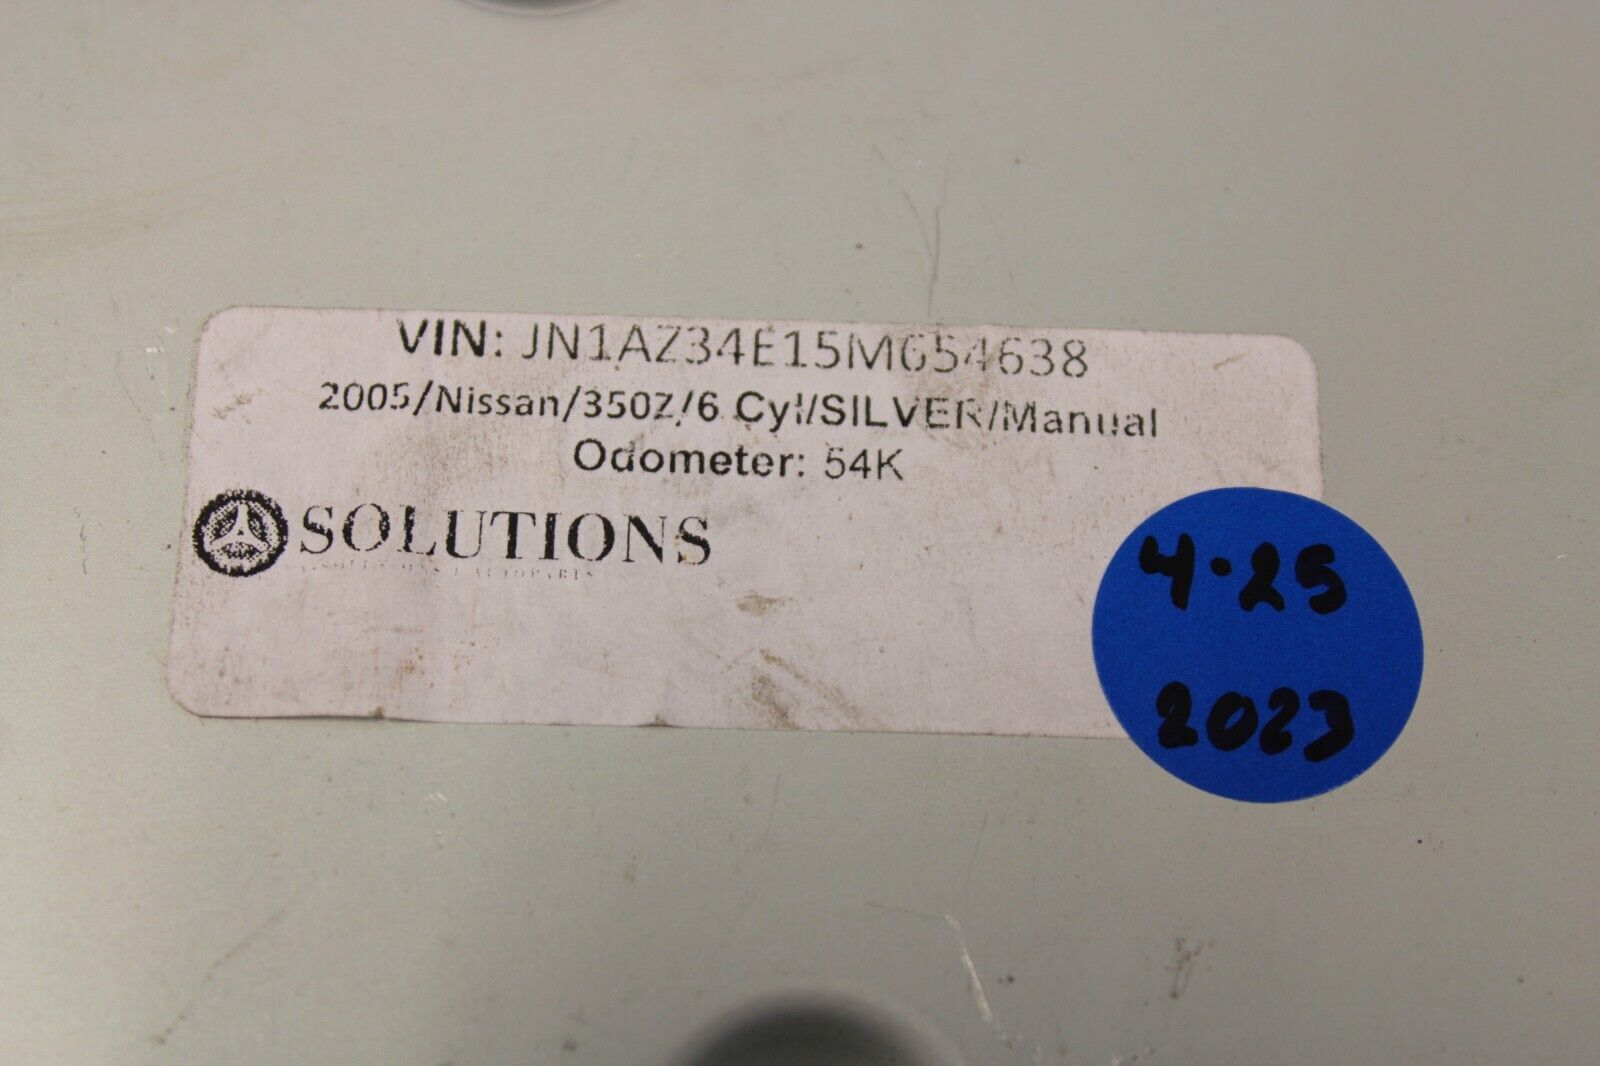 VIN: JN1AZ34E15M654638
2005/Nissan/350Z/6 Cyl/SILVER/Manual
Odometer: 54K
SOLUTIONS
4·25
2023